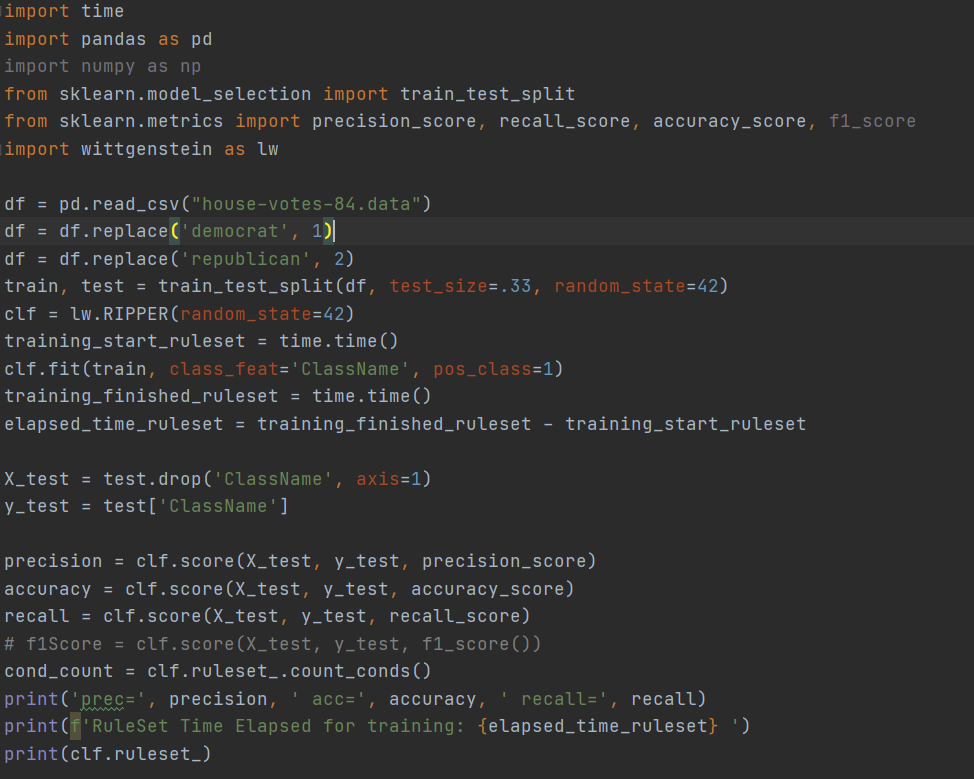 import time
import pandas as pd
import numpy as np
from sklearn.model_selection import train_test_split
from sklearn.metrics import precision_score, recall_score, accuracy_score, f1_score
import wittgenstein as lw

df = pd.read_csv("house-votes-84.data")
df = df.replace('democrat', 1)
df = df.replace('republican', 2)
train, test = train_test_split(df, test_size=.33, random_state=42)
clf = lw.RIPPER(random_state=42)
training_start_ruleset = time.time()
clf.fit(train, class_feat='ClassName', pos_class=1)
training_finished_ruleset = time.time()
elapsed_time_ruleset = training_finished_ruleset - training_start_ruleset

X_test = test.drop('ClassName', axis=1)
y_test = test['ClassName']

precision = clf.score(X_test, y_test, precision_score)
accuracy = clf.score(X_test, y_test, accuracy_score)
recall = clf.score(X_test, y_test, recall_score)
# f1Score = clf.score(X_test, y_test, f1_score())
cond_count = clf.ruleset_.count_conds()
print('prec=', precision, ' acc=', accuracy, ' recall=', recall)
print(f'RuleSet Time Elapsed for training: {elapsed_time_ruleset} ')
print(clf.ruleset_)